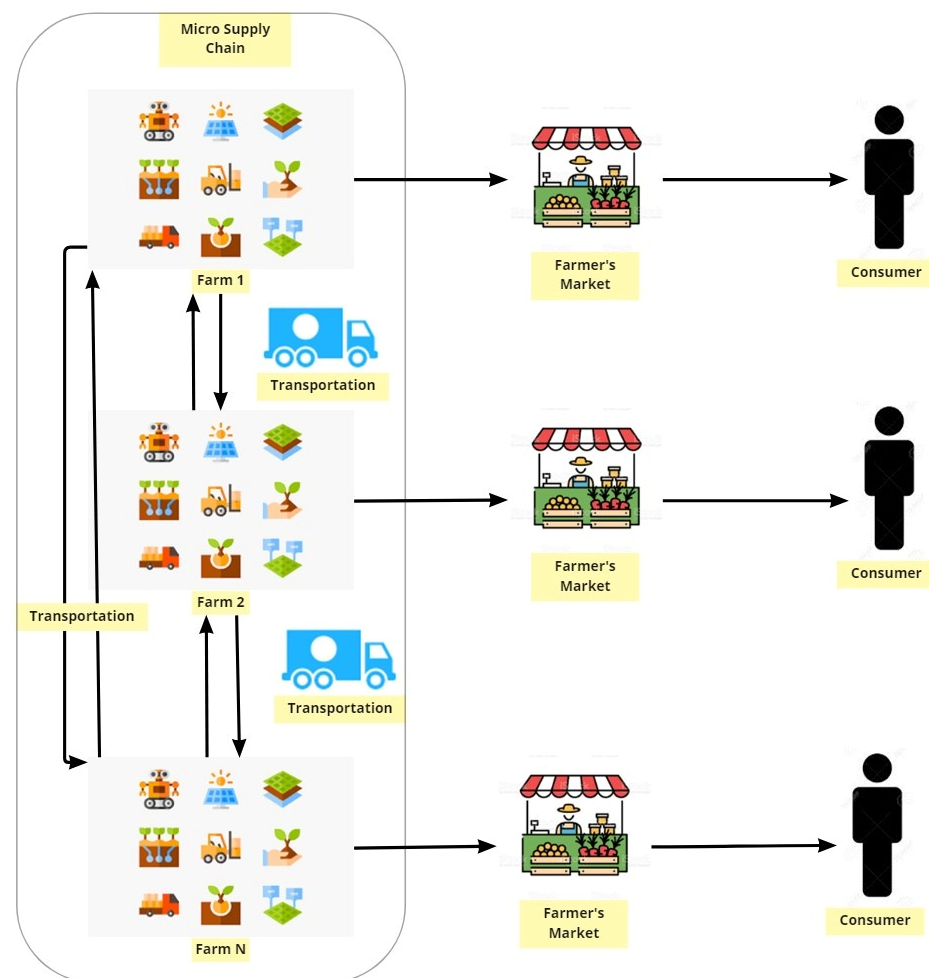 Micro Supply
Chain
Farm 1
Farmer's
Market
Consumer
Transportation
Farm 2
Farmer's
Market
Consumer
Transportation
Transportation
Farm N
Farmer's
Market
Consumer